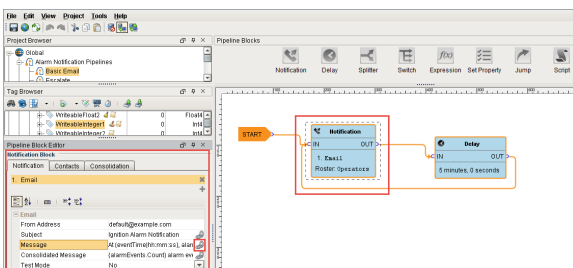 File Edit View Project Tools Help
Project Browser
Global
Alarm Notification Pipelines
Basic Email
Escalate
Tag Browser
WriteableFloat2 0 Float4
WriteableInteger1 0 Int4
WriteableInteger2 0 Int4
Pipeline Block Editor
Notification Block
Notification Contacts Consolidation
1. Email
Email
From Address default@example.com
Subject Ignition Alarm Notification
Message At {eventTime|hh:mm:ss}, alan
Consolidated Message {alarmEvents.Count} alarm eve
Test Mode No
Pipeline Blocks
Notification Delay Splitter Switch Expression Set Property Jump Script
f(x)
START
Notification
IN OUT
1. Email
Roster: Operators
Delay
IN OUT
5 minutes, 0 seconds